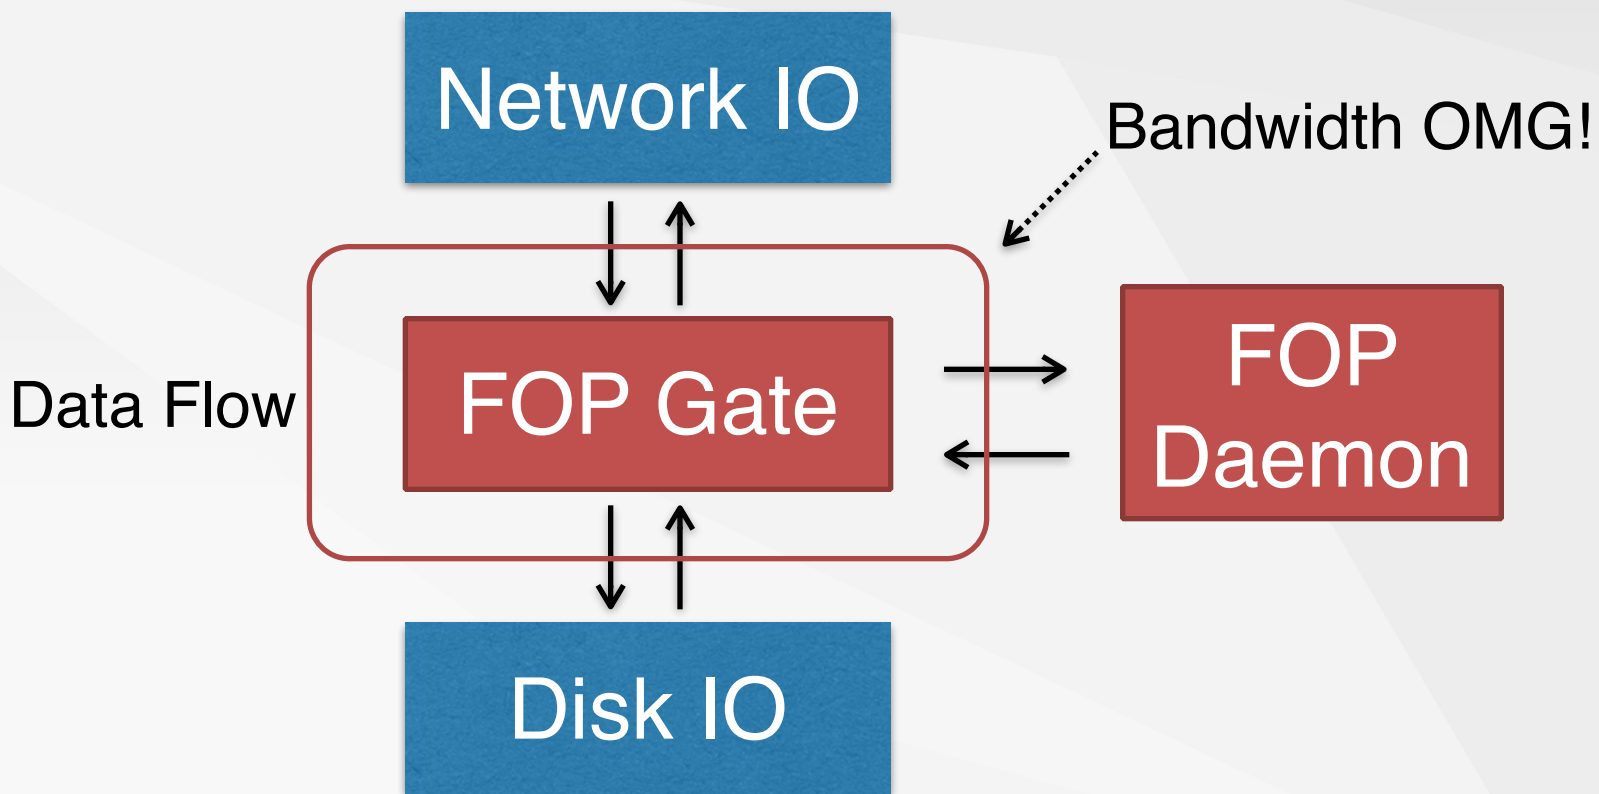 Network IO
Bandwidth OMG!
Data Flow
FOP Gate
FOP
Daemon
Disk IO